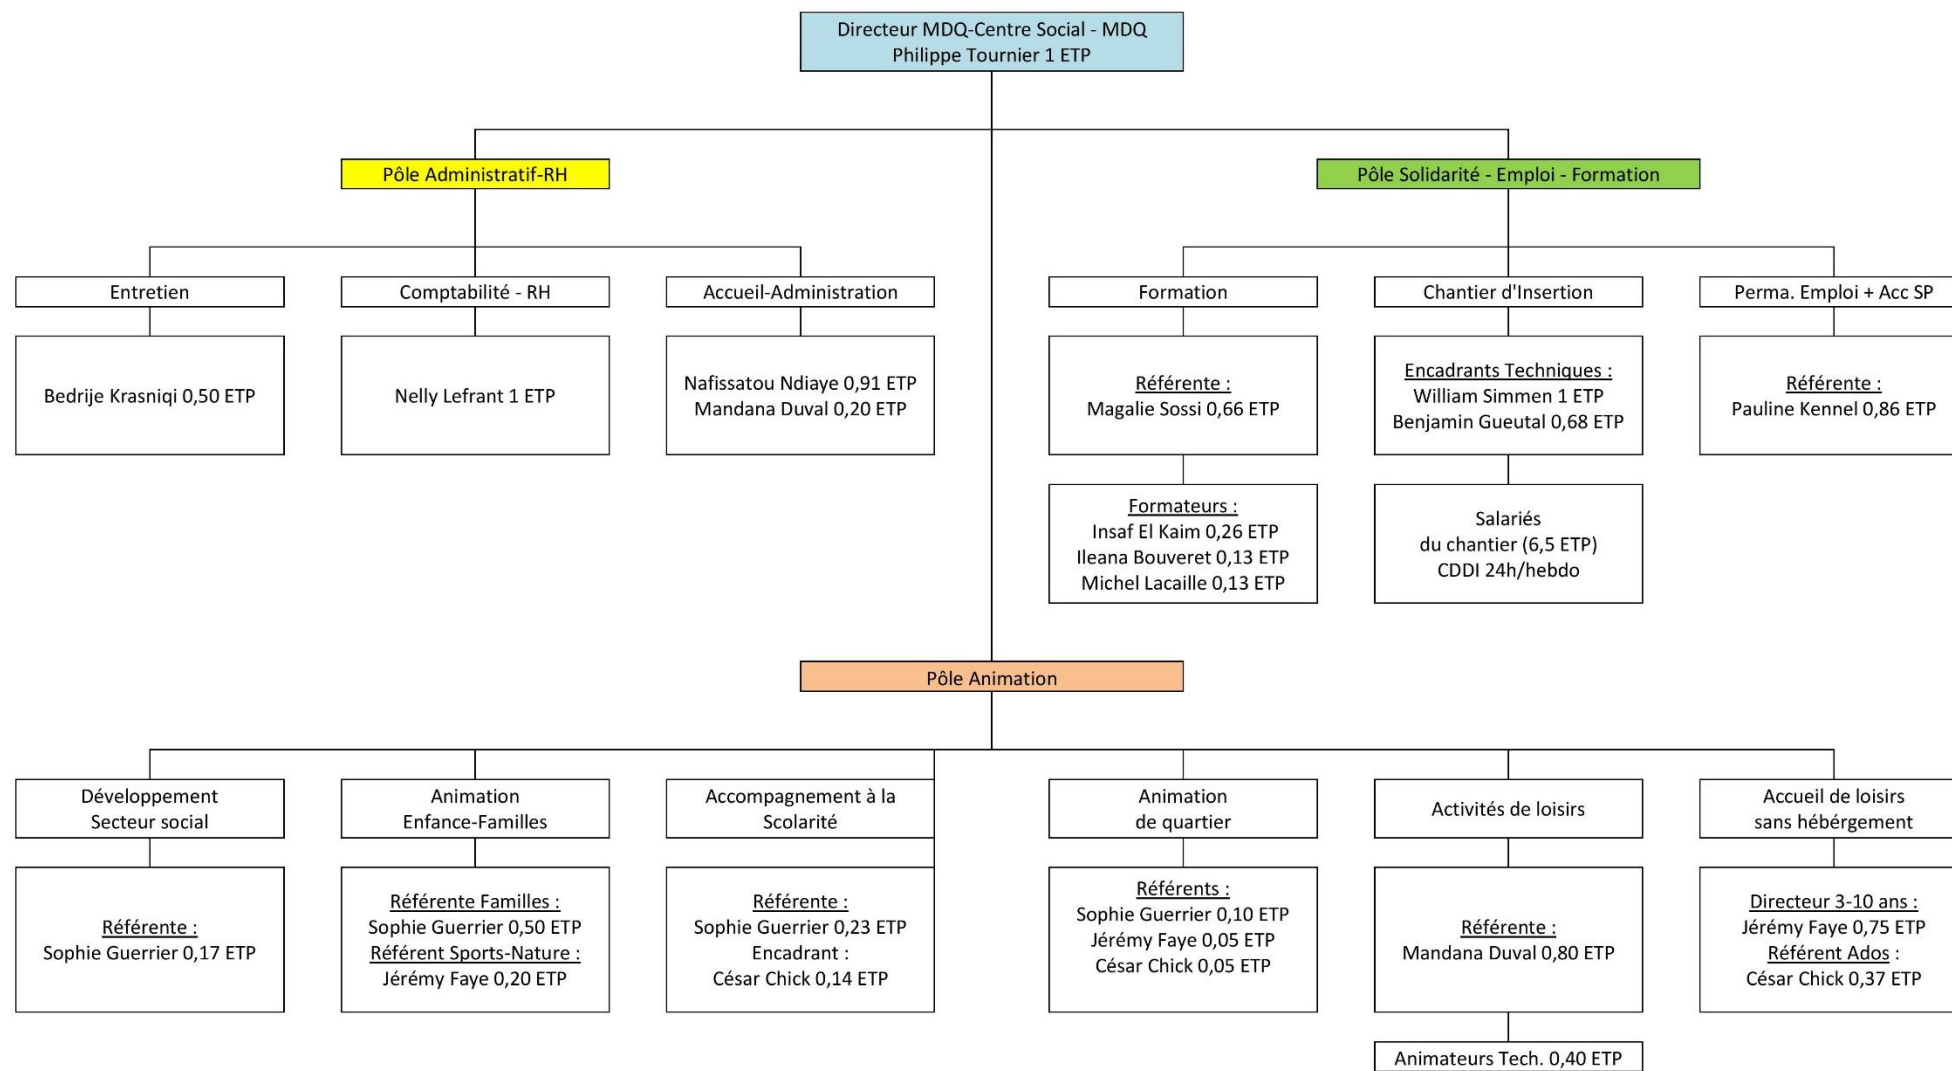 Directeur MDQ-Centre Social - MDQ
Philippe Tournier 1 ETP
Pôle Administratif-RH
Pôle Solidarité - Emploi - Formation
Entretien
Comptabilité - RH
Accueil-Administration
Formation
Chantier d'Insertion
Perma. Emploi + Acc SP
Bedrije Krasniqi 0,50 ETP
Nelly Lefrant 1 ETP
Nafissatou Ndiaye 0,91 ETP
Mandana Duval 0,20 ETP
Référente :
Magalie Sossi 0,66 ETP
Encadrants Techniques :
William Simmen 1 ETP
Benjamin Gueutal 0,68 ETP
Référente :
Pauline Kennel 0,86 ETP
Formateurs :
Insaf El Kaim 0,26 ETP
Ileana Bouveret 0,13 ETP
Michel Lacaille 0,13 ETP
Salariés
du chantier (6,5 ETP)
CDDI 24h/hebdo
Pôle Animation
Développement
Secteur social
Animation
Enfance-Familles
Accompagnement à la
Scolarité
Animation
de quartier
Activités de loisirs
Accueil de loisirs
sans hébérgement
Référente :
Sophie Guerrier 0,17 ETP
Référente Familles :
Sophie Guerrier 0,50 ETP
Référent Sports-Nature :
Jérémy Faye 0,20 ETP
Référente :
Sophie Guerrier 0,23 ETP
Encadrant :
César Chick 0,14 ETP
Référents :
Sophie Guerrier 0,10 ETP
Jérémy Faye 0,05 ETP
César Chick 0,05 ETP
Référente :
Mandana Duval 0,80 ETP
Directeur 3-10 ans :
Jérémy Faye 0,75 ETP
Référent Ados :
César Chick 0,37 ETP
Animateurs Tech. 0,40 ETP